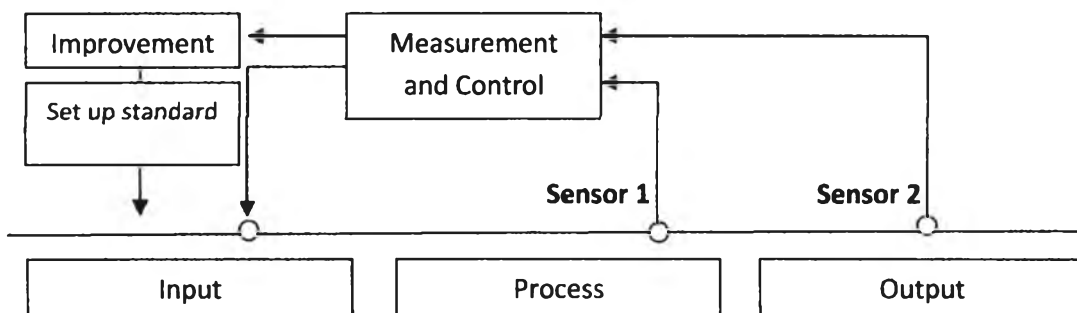 Improvement
Measurement
and Control
Set up standard
Sensor 1
Sensor 2
Input
Process
Output